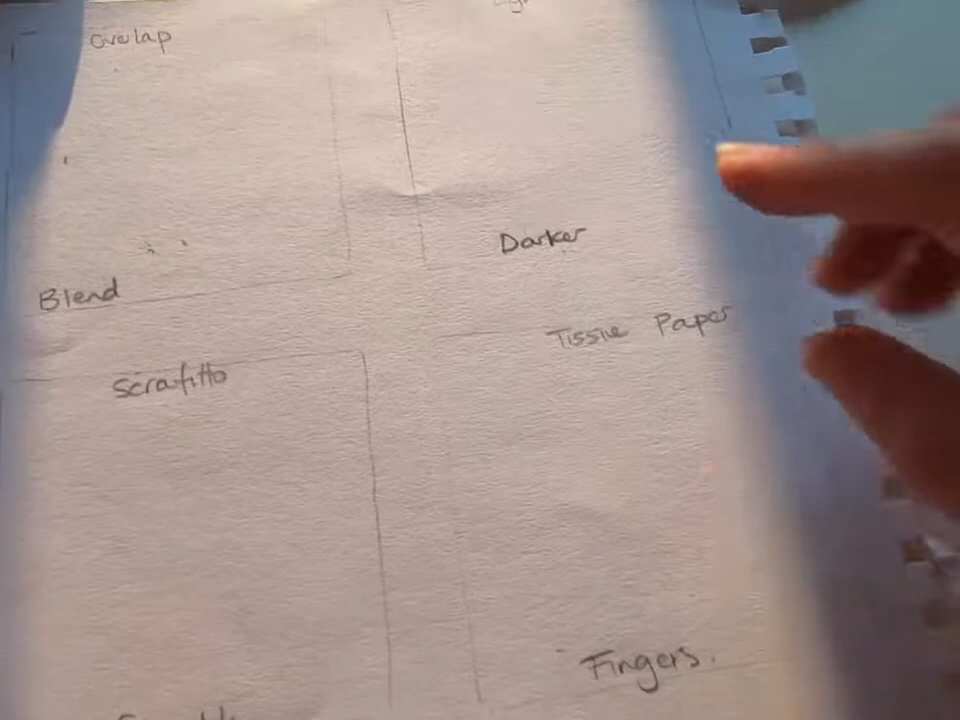 Overlap
Darker
Blend
Tissue Paper
Scrafitto
Fingers.